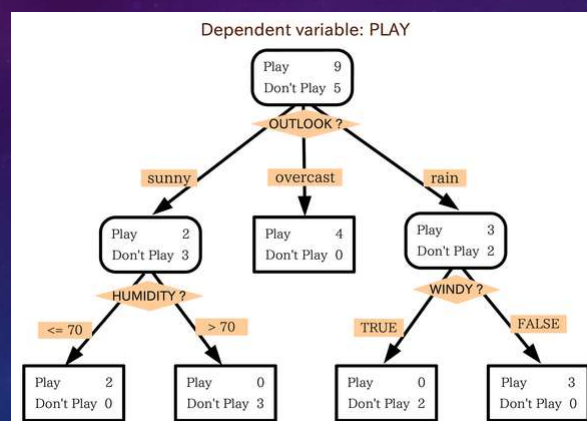 Dependent variable: PLAY
Play 9
Don't Play 5
OUTLOOK ?
sunny
overcast
rain
Play 2
Don't Play 3
Play 4
Don't Play 0
Play 3
Don't Play 2
HUMIDITY ?
WINDY ?
<= 70
> 70
TRUE
FALSE
Play 2
Don't Play 0
Play 0
Don't Play 3
Play 0
Don't Play 2
Play 3
Don't Play 0